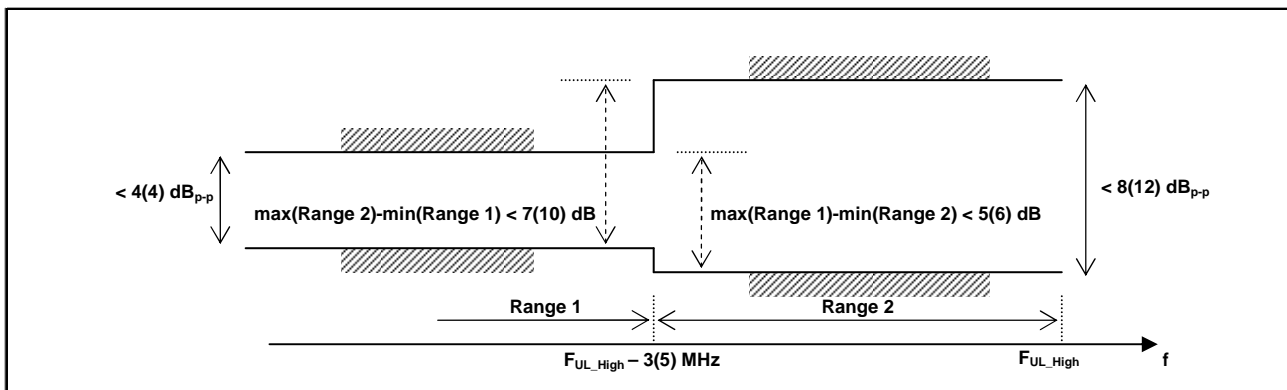 < 4(4) dBp-p
max(Range 2)-min(Range 1) < 7(10) dB
max(Range 1)-min(Range 2) < 5(6) dB
< 8(12) dBp-p
Range 1
Range 2
FUL_High – 3(5) MHz
FUL_High
f